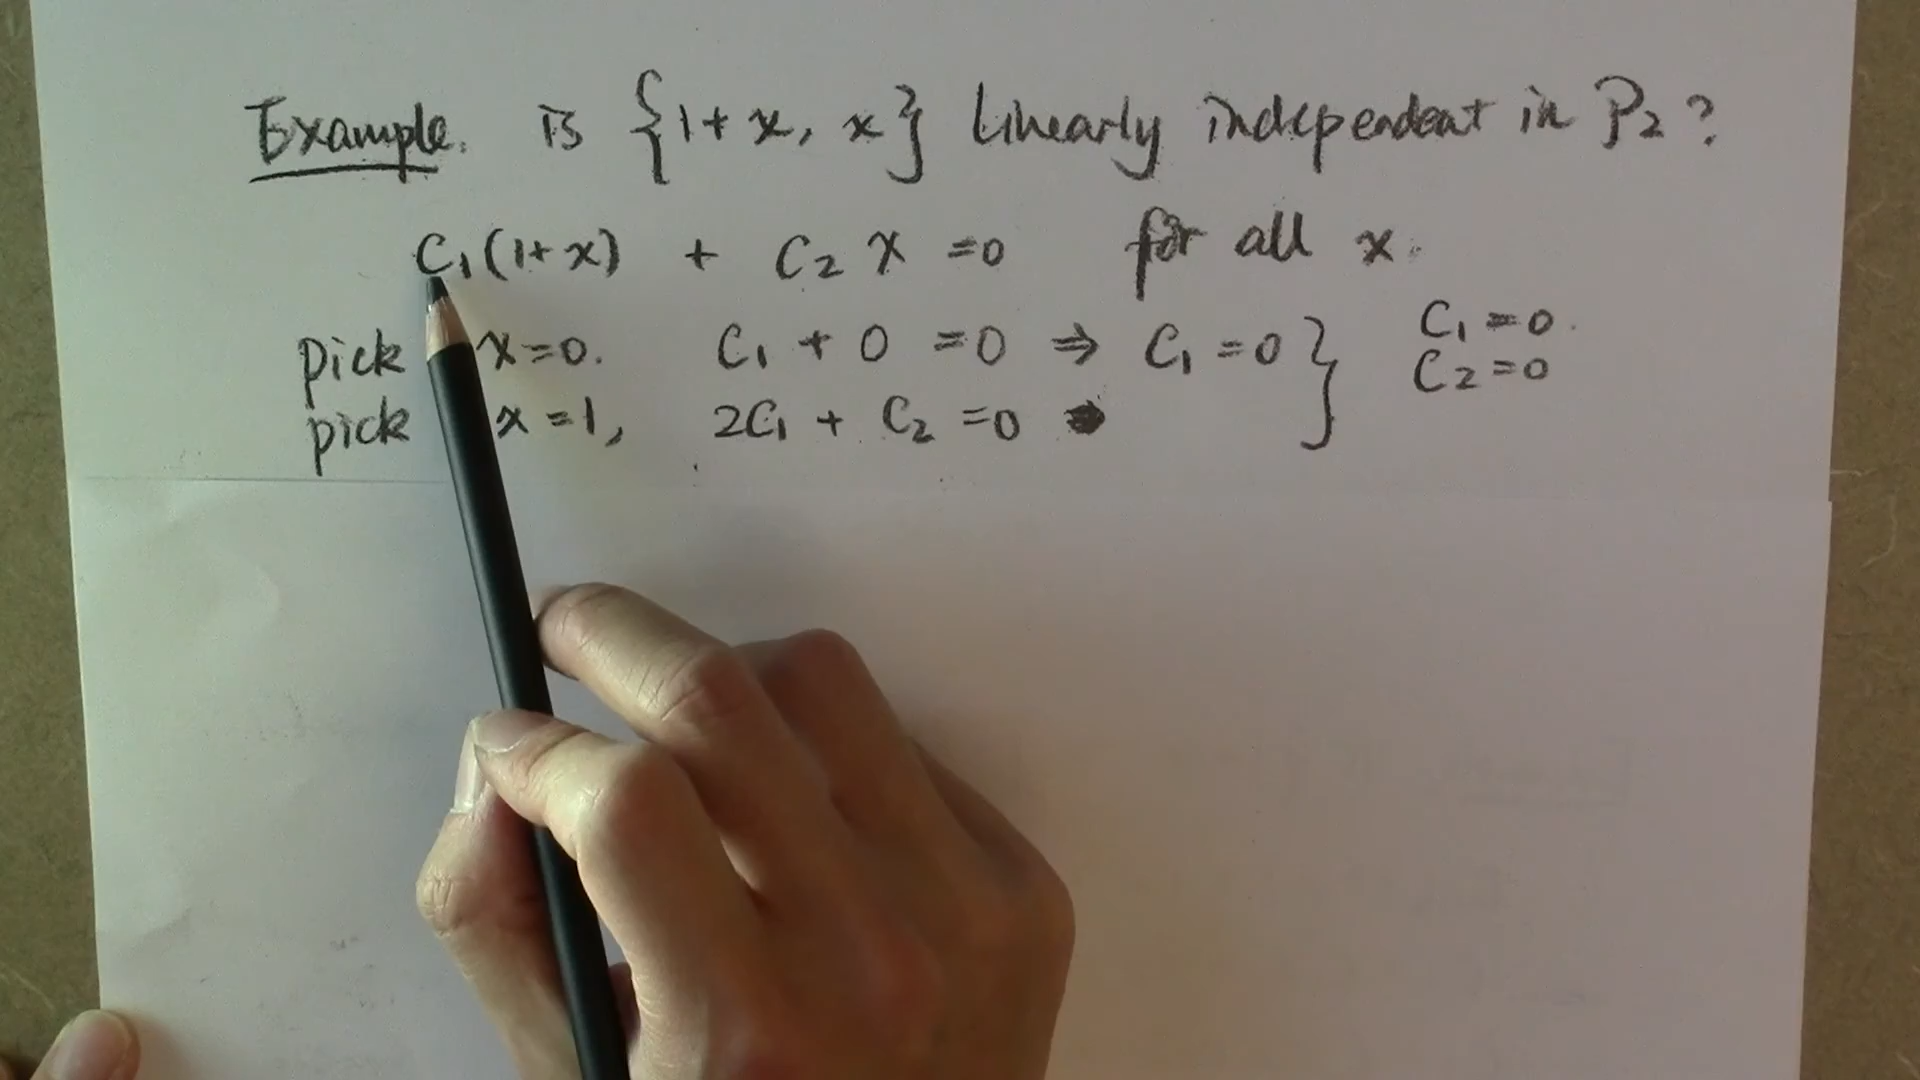 Example. is {1+x, x} Linearly independent in P₂?
C₁(1+x) + C₂ x =0 for all x.
pick x=0. C₁ + 0 =0 ⇒ C₁ =0 } C₁ =0.
C₂ =0
pick x=1, 2C₁ + C₂ =0